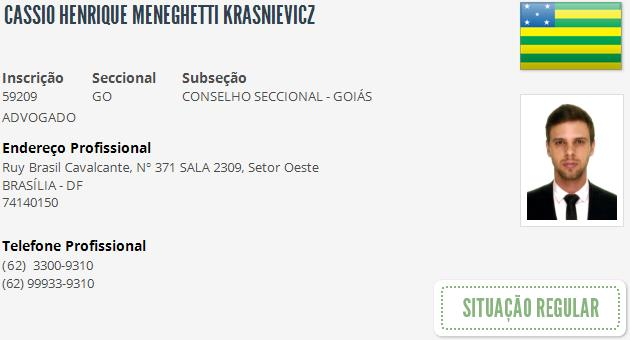 CASSIO HENRIQUE MENEGHETTI KRASNIEVICZ
Inscrição Seccional Subseção
59209 GO CONSELHO SECCIONAL - GOIÁS
ADVOGADO
Endereço Profissional
Ruy Brasil Cavalcante, Nº 371 SALA 2309, Setor Oeste
BRASÍLIA - DF
74140150
Telefone Profissional
(62) 3300-9310
(62) 99933-9310
SITUAÇÃO REGULAR